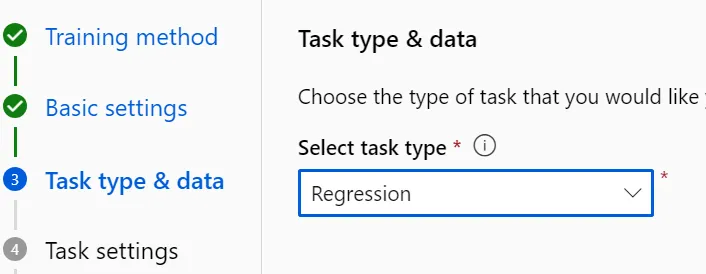 Training method
Basic settings
3 Task type & data
4 Task settings
Task type & data
Choose the type of task that you would like
Select task type *
Regression *